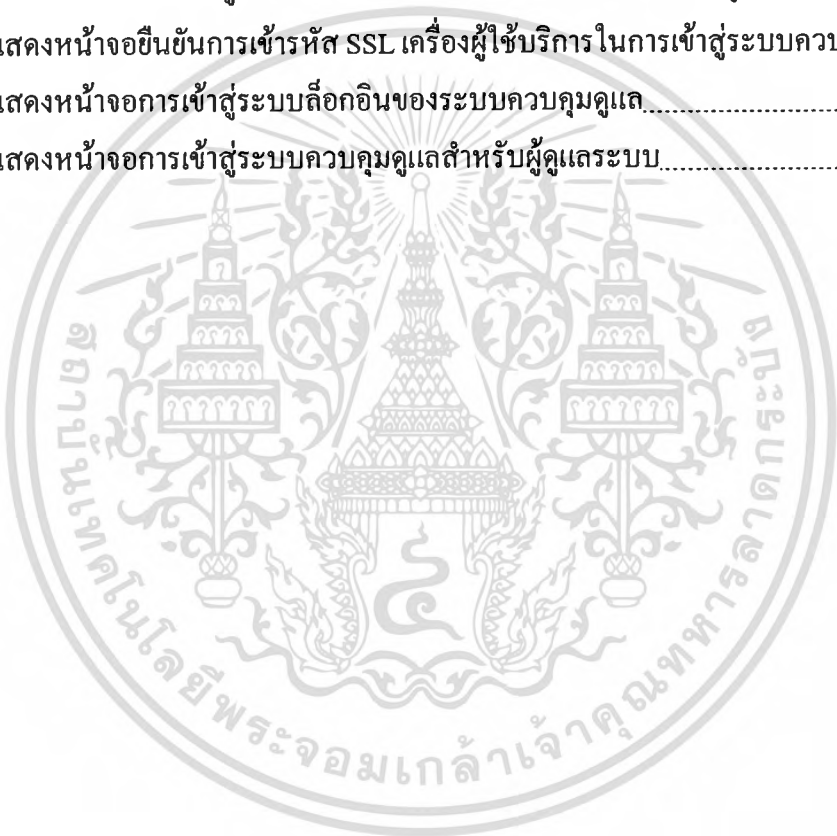 แสดงหน้าจอยืนยันการเข้ารหัส SSL เครื่องผู้ใช้บริการในการเข้าสู่ระบบควบ
แสดงหน้าจอการเข้าสู่ระบบล็อกอินของระบบควบคุมดูแล
แสดงหน้าจอการเข้าสู่ระบบควบคุมดูแลสำหรับผู้ดูแลระบบ
สถาบันเทคโนโลยีพระจอมเกล้าเจ้าคุณทหารลาดกระบัง